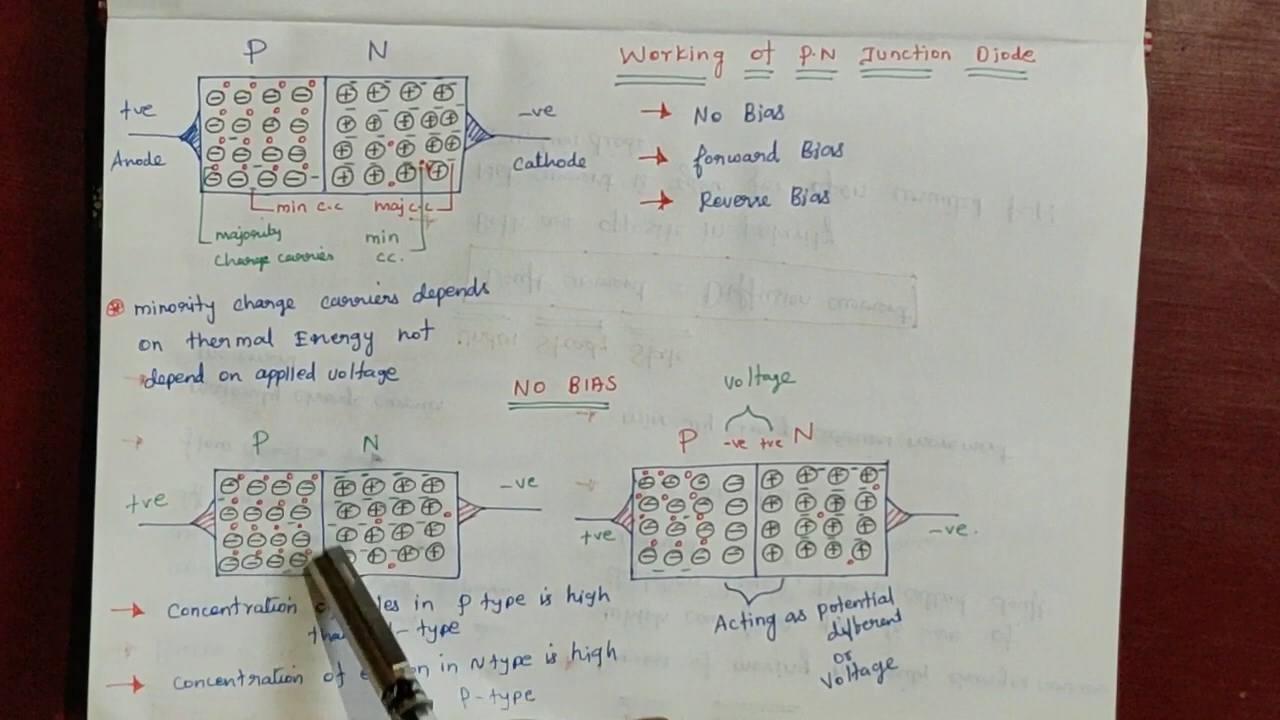 P N
Working of P.N Junction Diode
+ve
-ve
Anode
Cathode
→ No Bias
→ forward Bias
→ Reverse Bias
min c.c maj c.c
majority
charge carriers
min
cc.
minority charge carriers depends
on thermal Energy not
depend on applied voltage
NO BIAS
voltage
P N
P -ve +ve N
+ve
-ve
+ve
-ve.
→ Concentration in P type is high
type
→ Concentration of in N type is high
P-type
Acting as potential
different
or
voltage